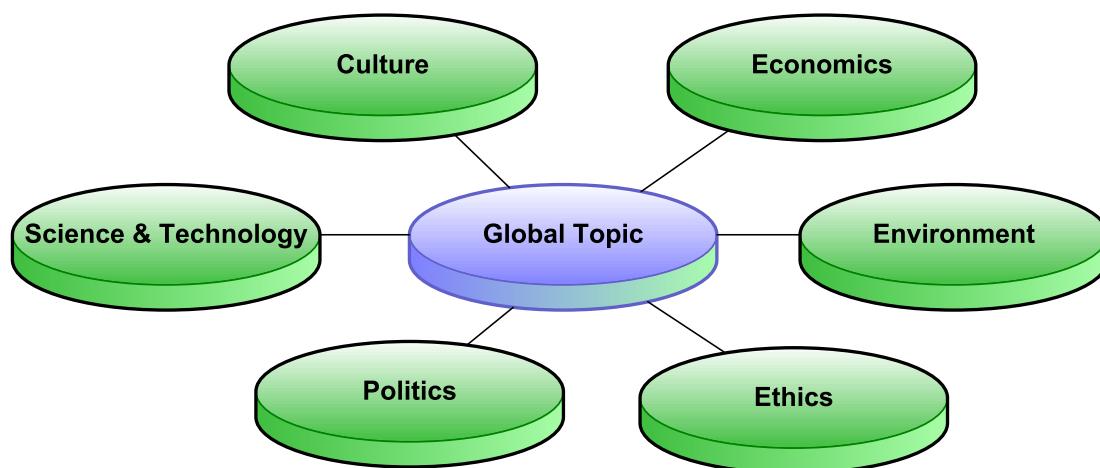 Culture
Economics
Science & Technology
Global Topic
Environment
Politics
Ethics